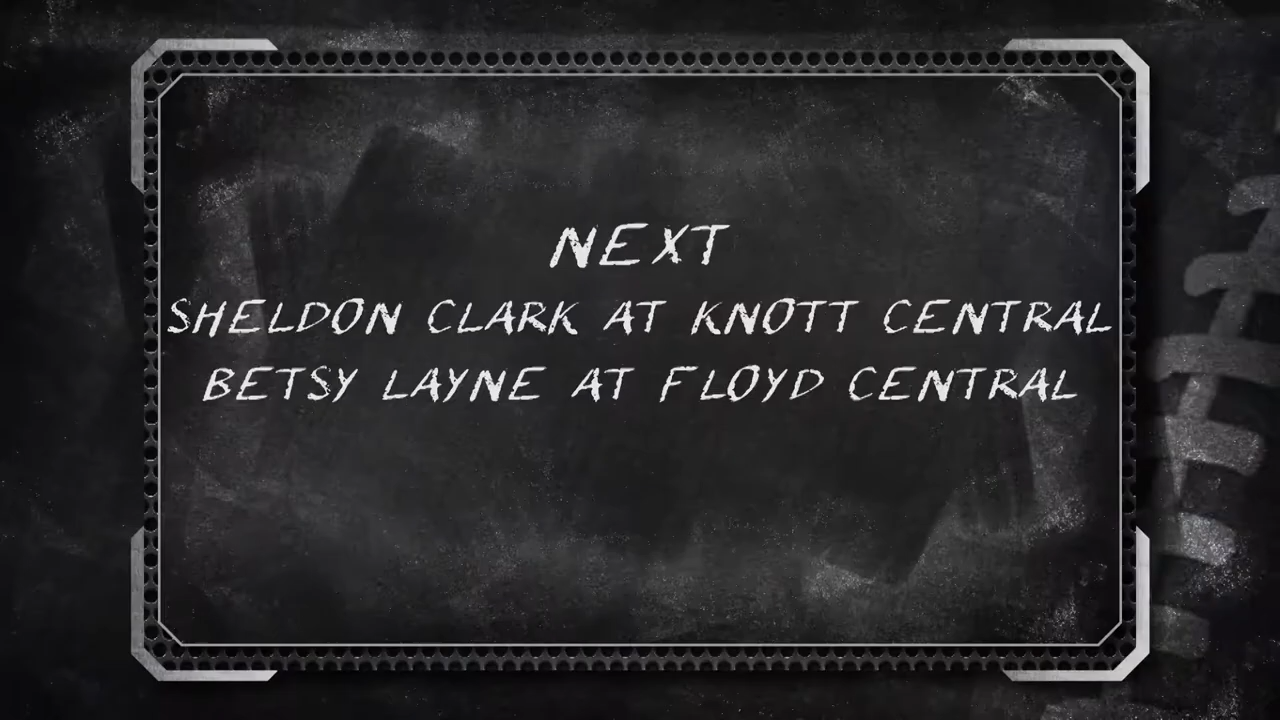 NEXT
SHELDON CLARK AT KNOTT CENTRAL
BETSY LAYNE AT FLOYD CENTRAL